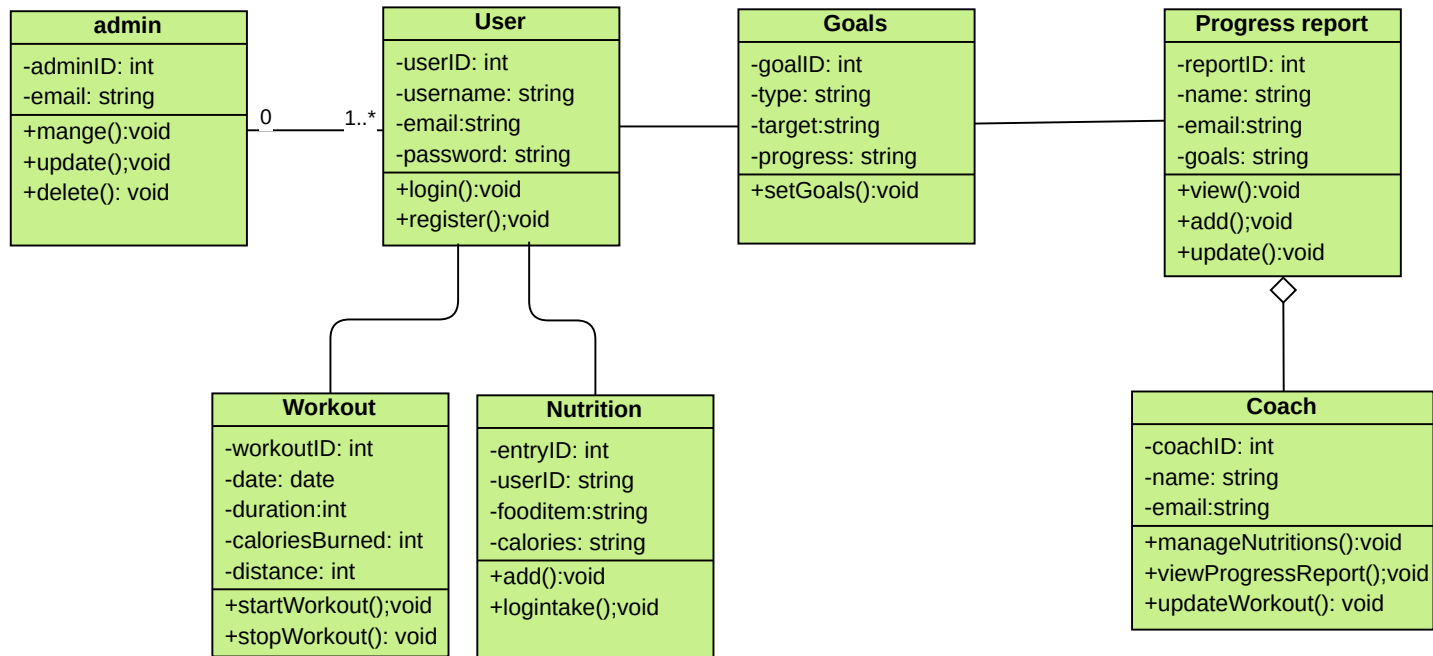 admin
-adminID: int
-email: string
+mange():void
+update();void
+delete(): void
0
1..*
User
-userID: int
-username: string
-email:string
-password: string
+login():void
+register();void
Goals
-goalID: int
-type: string
-target:string
-progress: string
+setGoals():void
Progress report
-reportID: int
-name: string
-email:string
-goals: string
+view():void
+add();void
+update():void
Workout
-workoutID: int
-date: date
-duration:int
-caloriesBurned: int
-distance: int
+startWorkout();void
+stopWorkout(): void
Nutrition
-entryID: int
-userID: string
-fooditem:string
-calories: string
+add():void
+logintake();void
Coach
-coachID: int
-name: string
-email:string
+manageNutritions():void
+viewProgressReport();void
+updateWorkout(): void